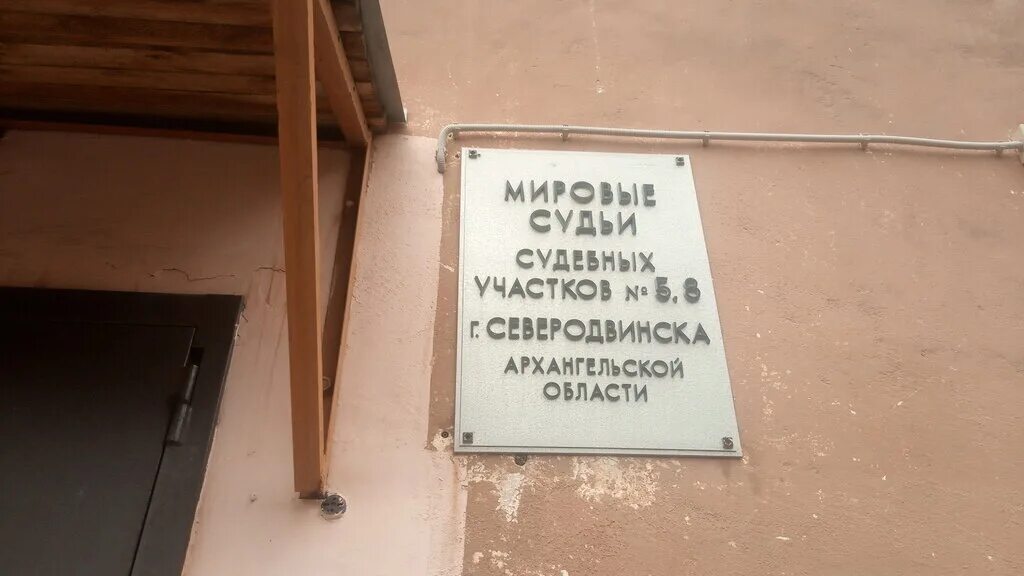 МИРОВЫЕ
СУДЬИ
СУДЕБНЫХ
УЧАСТКОВ № 5,8
г. СЕВЕРОДВИНСКА
АРХАНГЕЛЬСКОЙ
ОБЛАСТИ